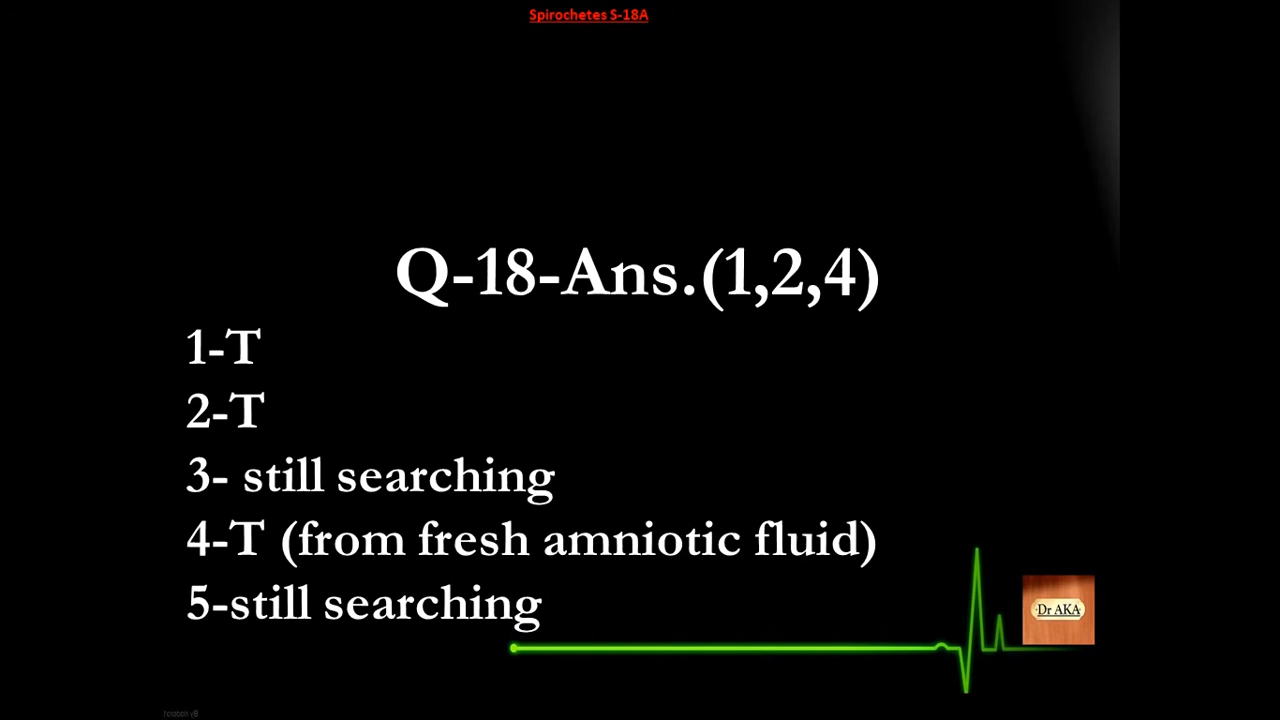 Spirochetes S-18A
Q-18-Ans.(1,2,4)
1-T
2-T
3- still searching
4-T (from fresh amniotic fluid)
5-still searching
Dr AKA